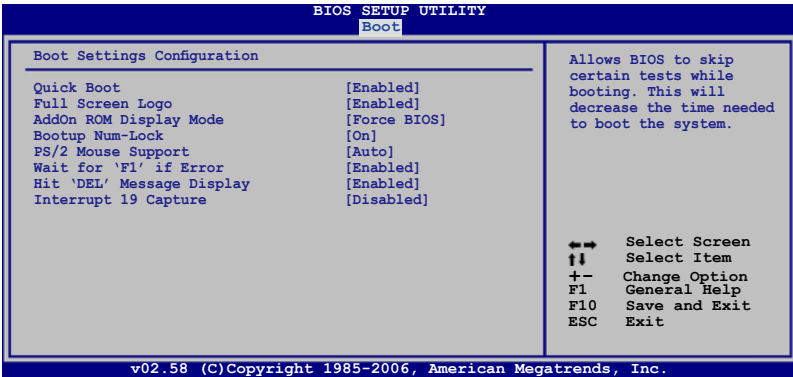 BIOS SETUP UTILITY
Boot
Boot Settings Configuration
Quick Boot [Enabled]
Full Screen Logo [Enabled]
AddOn ROM Display Mode [Force BIOS]
Bootup Num-Lock [On]
PS/2 Mouse Support [Auto]
Wait for ‘F1’ if Error [Enabled]
Hit ‘DEL’ Message Display [Enabled]
Interrupt 19 Capture [Disabled]
Allows BIOS to skip
certain tests while
booting. This will
decrease the time needed
to boot the system.
←→ Select Screen
↑↓ Select Item
+- Change Option
F1 General Help
F10 Save and Exit
ESC Exit
v02.58 (C)Copyright 1985-2006, American Megatrends, Inc.